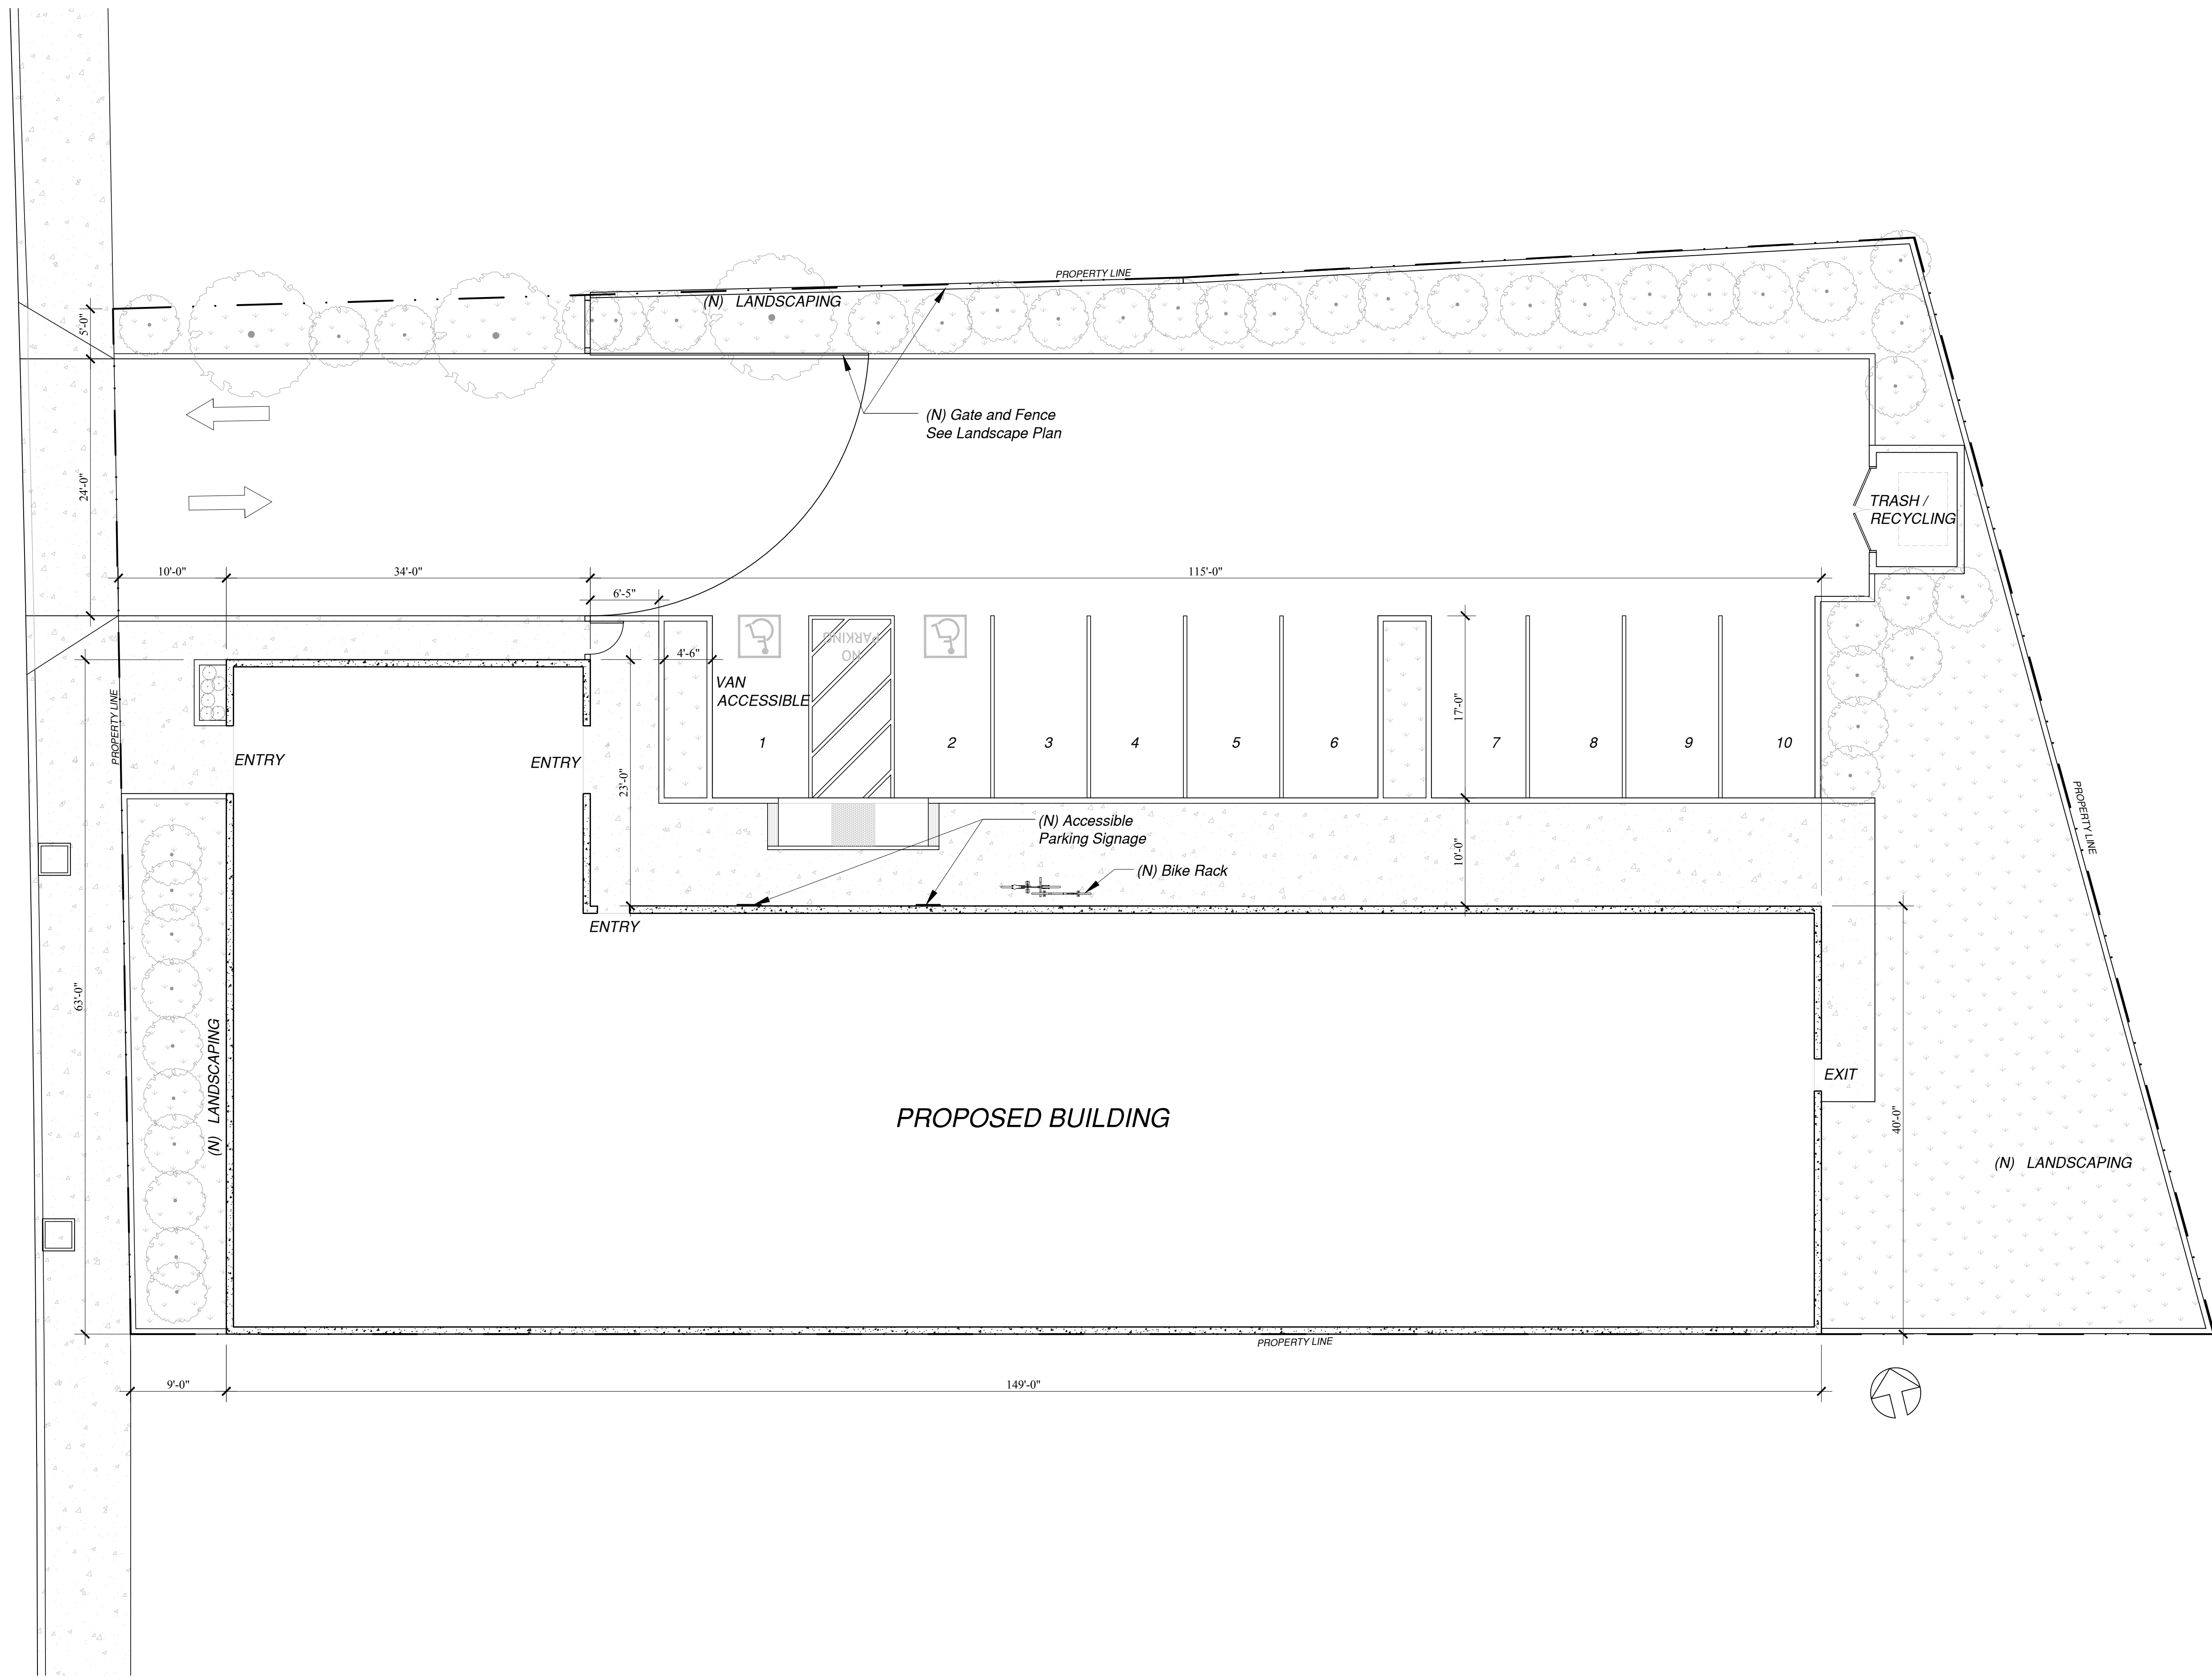 PROPERTY LINE
(N) LANDSCAPING
5'-0"
(N) Gate and Fence
See Landscape Plan
24'-0"
TRASH /
RECYCLING
10'-0"
34'-0"
115'-0"
6'-5"
NO
PARKING
4'-6"
VAN
ACCESSIBLE
17'-0"
PROPERTY LINE
1
2
3
4
5
6
7
8
9
10
ENTRY
ENTRY
23'-0"
PROPERTY LINE
(N) Accessible
Parking Signage
10'-0"
(N) Bike Rack
ENTRY
63'-0"
(N) LANDSCAPING
EXIT
PROPOSED BUILDING
40'-0"
(N) LANDSCAPING
PROPERTY LINE
9'-0"
149'-0"